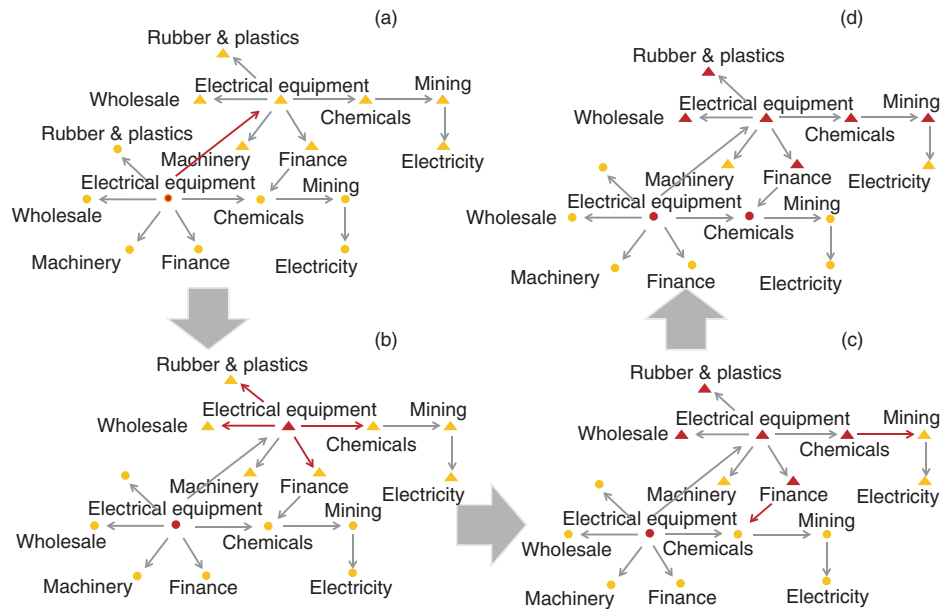 (a)
Rubber & plastics
Electrical equipment
Mining
Wholesale
Chemicals
Rubber & plastics
Machinery
Finance
Electricity
Electrical equipment
Mining
Wholesale
Chemicals
Machinery
Finance
Electricity
(d)
Rubber & plastics
Electrical equipment
Mining
Wholesale
Chemicals
Machinery
Finance
Electricity
Electrical equipment
Mining
Wholesale
Chemicals
Machinery
Finance
Electricity
(b)
Rubber & plastics
Electrical equipment
Mining
Wholesale
Chemicals
Machinery
Finance
Electricity
Electrical equipment
Mining
Wholesale
Chemicals
Machinery
Finance
Electricity
(c)
Rubber & plastics
Electrical equipment
Mining
Wholesale
Chemicals
Machinery
Finance
Electricity
Electrical equipment
Mining
Wholesale
Chemicals
Machinery
Finance
Electricity